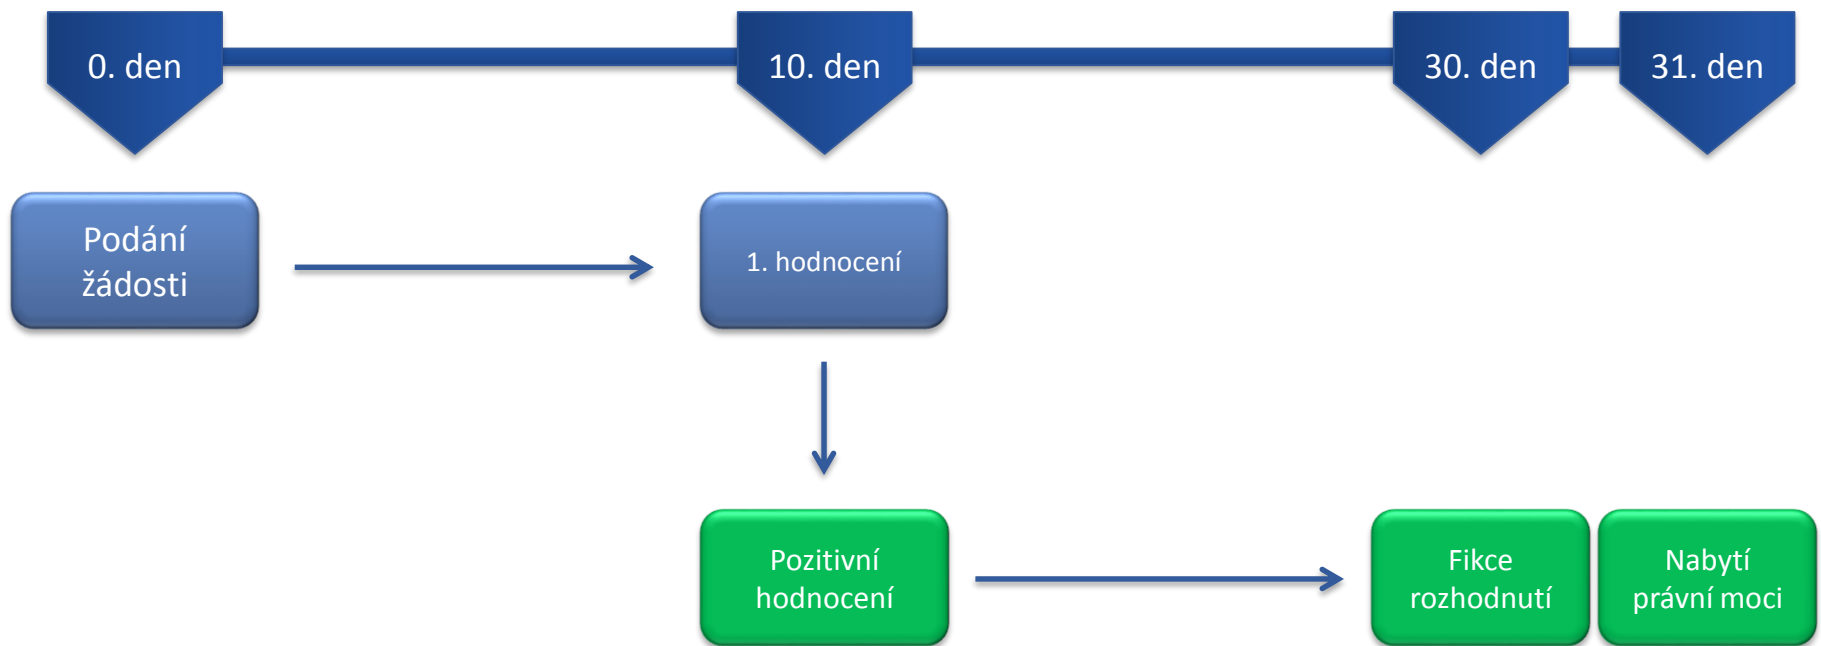 0. den
10. den
30. den
31. den
Podání
žádosti
1. hodnocení
Pozitivní
hodnocení
Fikce
rozhodnutí
Nabytí
právní moci